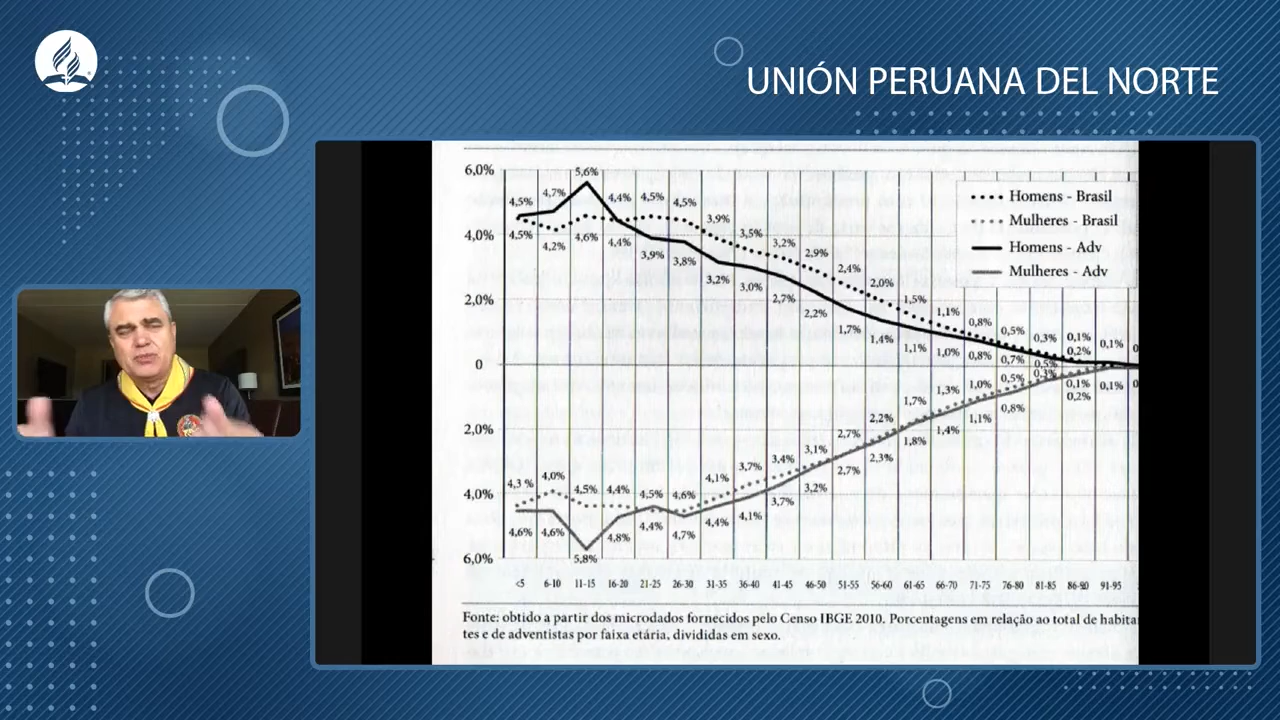 UNIÓN PERUANA DEL NORTE
6,0%
4,0%
2,0%
0
2,0%
4,0%
6,0%
Homens - Brasil
Mulheres - Brasil
Homens - Adv
Mulheres - Adv
4,5% 4,7% 5,6% 4,4% 4,5% 4,5% 3,9% 3,5% 3,2% 2,9% 2,4% 2,0% 1,5% 1,1% 0,8% 0,5% 0,3% 0,1% 0,1%
4,5% 4,2% 4,6% 4,4% 3,9% 3,8% 3,2% 3,0% 2,7% 2,2% 1,7% 1,4% 1,1% 1,0% 0,8% 0,7% 0,5% 0,2%
4,3 % 4,0% 4,5% 4,4% 4,5% 4,6% 4,1% 3,7% 3,4% 3,1% 2,7% 2,2% 1,7% 1,3% 1,0% 0,5% 0,3% 0,1% 0,1%
4,6% 4,6% 5,8% 4,8% 4,4% 4,7% 4,4% 4,1% 3,7% 3,2% 2,7% 2,3% 1,8% 1,4% 1,1% 0,8% 0,2%
<5 6-10 11-15 16-20 21-25 26-30 31-35 36-40 41-45 46-50 51-55 56-60 61-65 66-70 71-75 76-80 81-85 86-90 91-95
Fonte: obtido a partir dos microdados fornecidos pelo Censo IBGE 2010. Porcentagens em relação ao total de habita
tes e de adventistas por faixa etária, divididas em sexo.